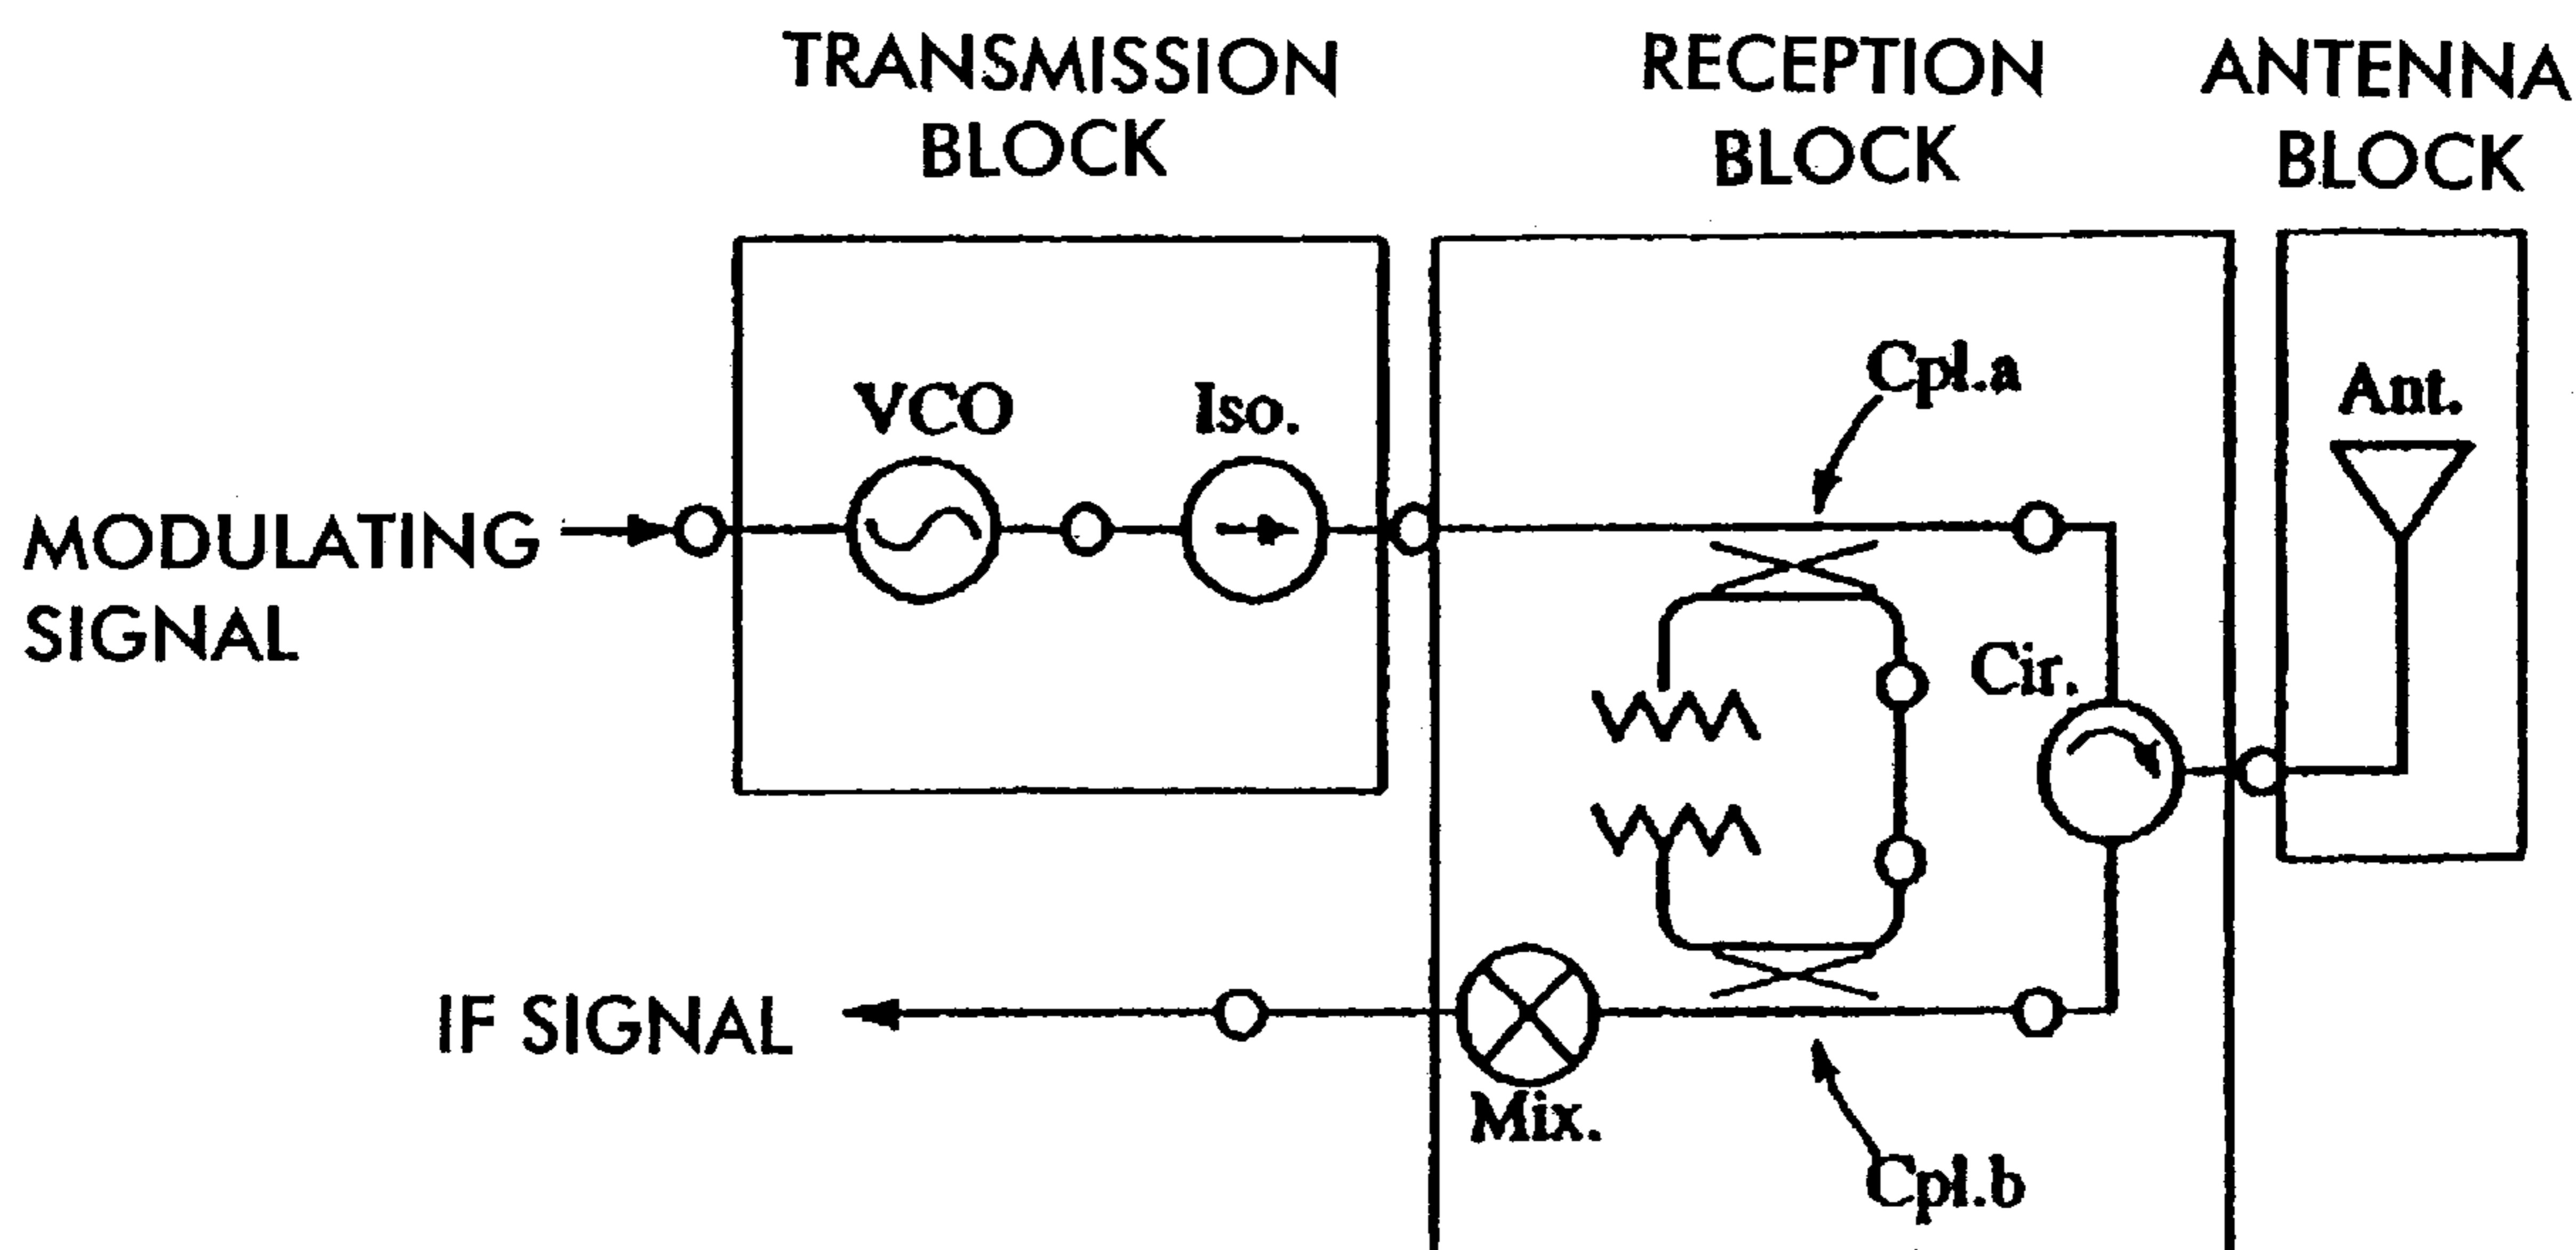 TRANSMISSION
BLOCK
RECEPTION
BLOCK
ANTENNA
BLOCK
VCO
Iso.
Cpl.a
Ant.
MODULATING
SIGNAL
Cir.
IF SIGNAL
Mix.
Cpl.b